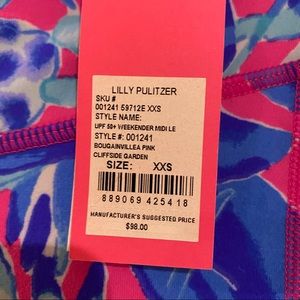 LILLY PULITZER
SKU #
001241 59712E XXS
STYLE NAME:
UPF 50+ WEEKENDER MIDI LE
STYLE #: 001241
BOUGAINVILLEA PINK
CLIFFSIDE GARDEN
SIZE: XXS
889069 425418
MANUFACTURER'S SUGGESTED PRICE
$98.00